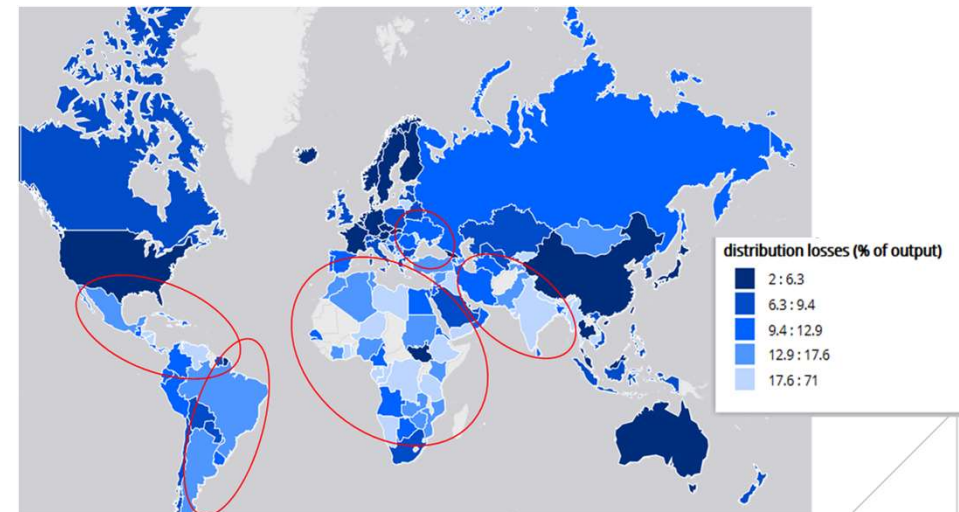 distribution losses (% of output)
2 : 6.3
6.3 : 9.4
9.4 : 12.9
12.9 : 17.6
17.6 : 71